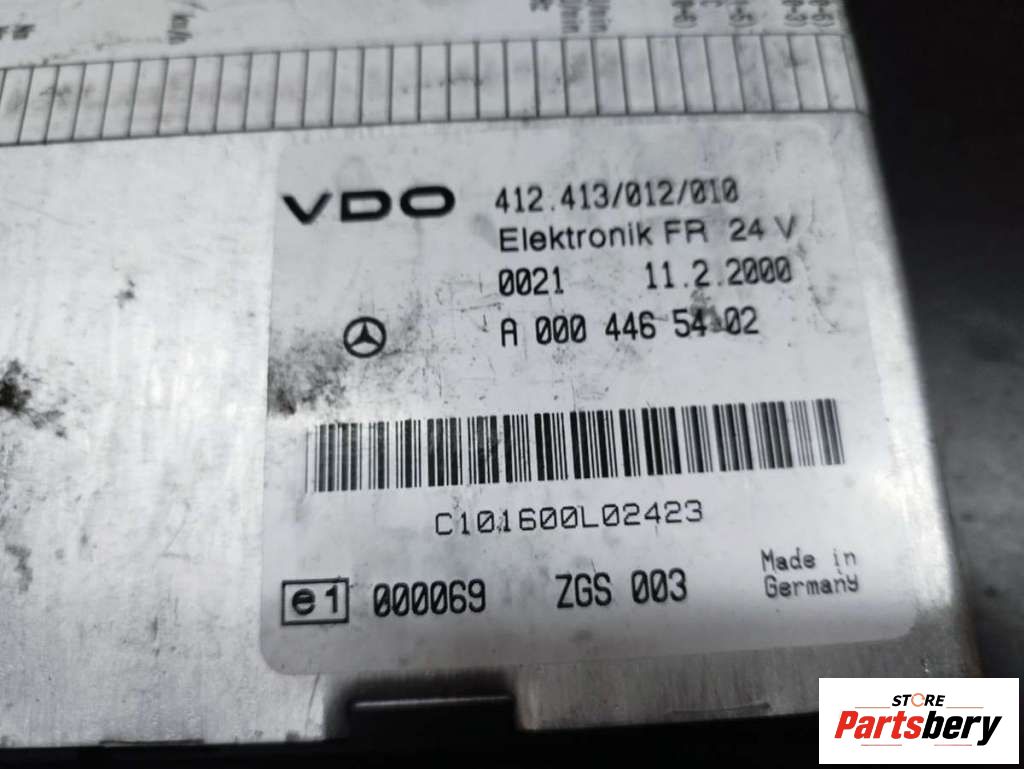 km/h
VDO 412.413/012/010
Elektronik FR 24 V
0021 11.2.2000
A 000 446 54 02
C101600L02423
e1 000069 ZGS 003
Made in
Germany
STORE
Partsbery